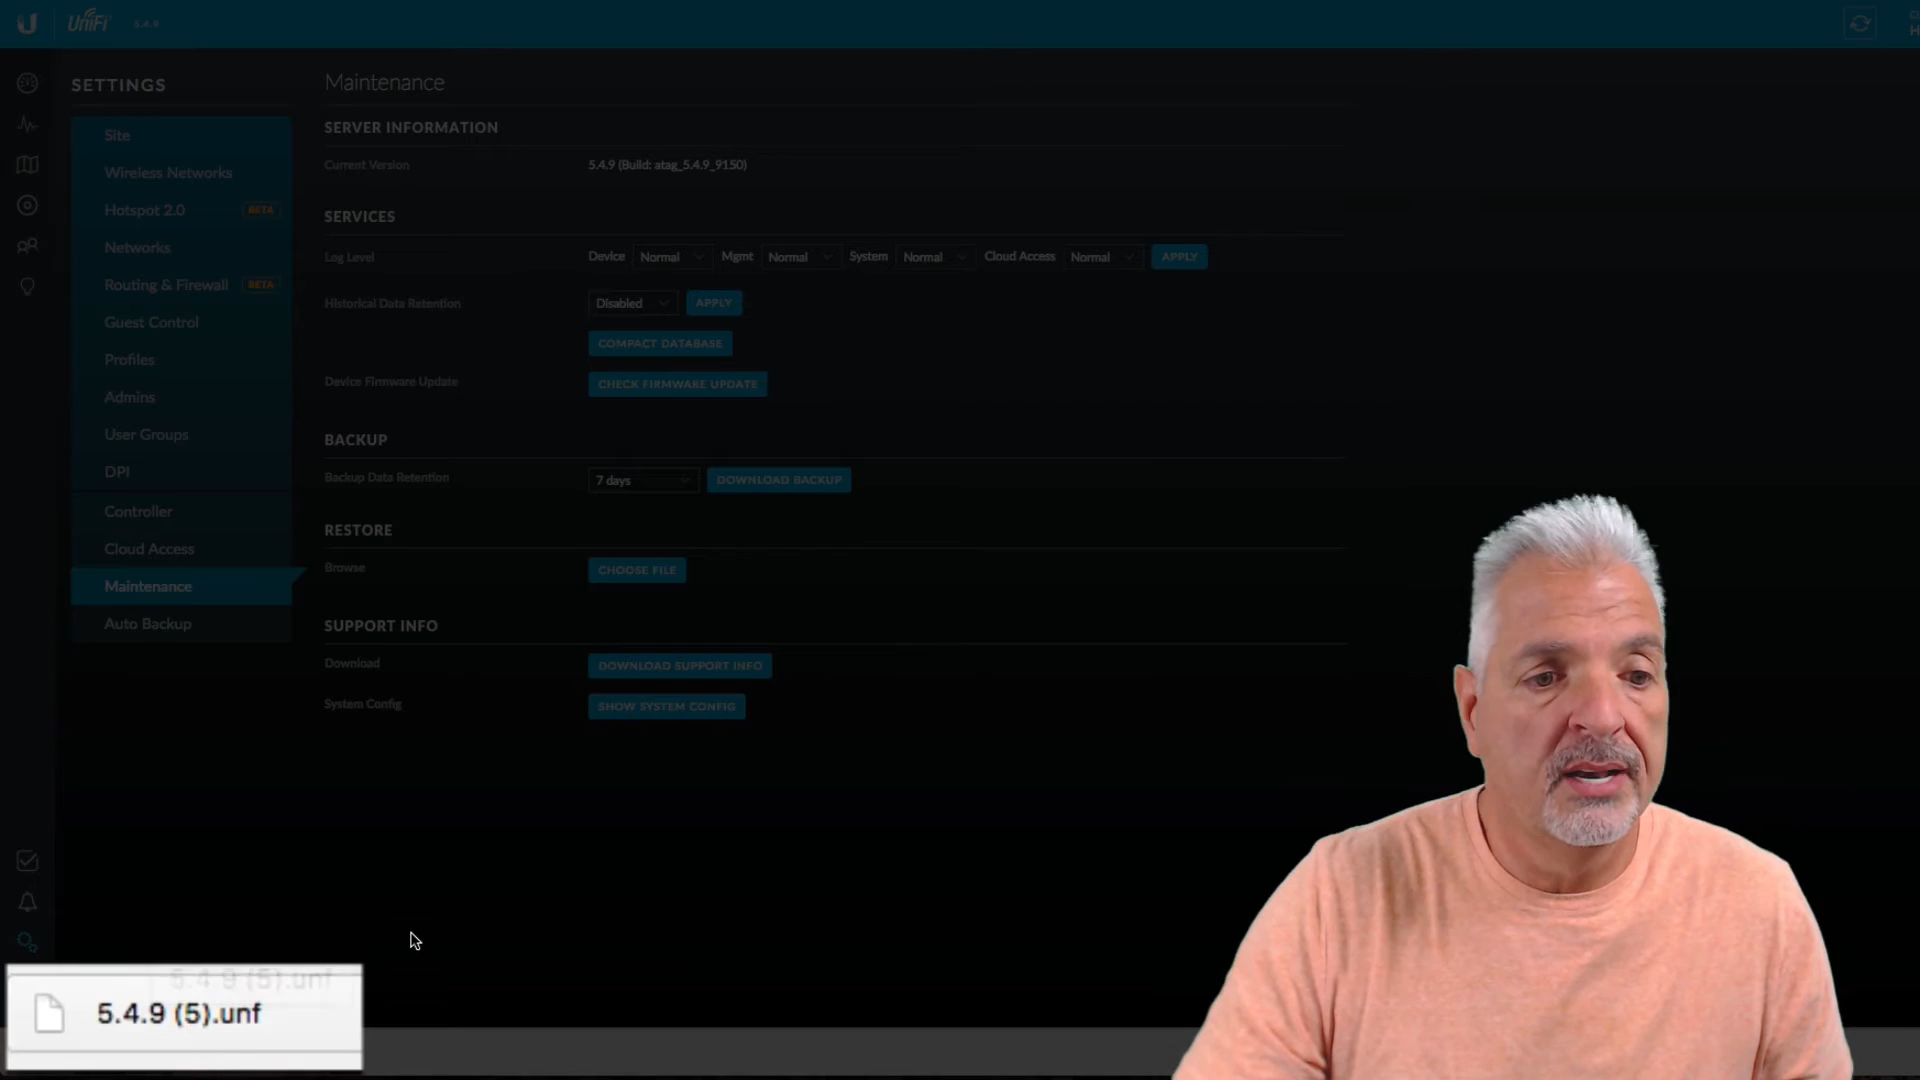 UniFi 5.4.9
SETTINGS
Site
Wireless Networks
Hotspot 2.0 BETA
Networks
Routing & Firewall BETA
Guest Control
Profiles
Admins
User Groups
DPI
Controller
Cloud Access
Maintenance
Auto Backup
Maintenance
SERVER INFORMATION
Current Version 5.4.9 (Build: atag_5.4.9_9150)
SERVICES
Log Level Device Normal Mgmt Normal System Normal Cloud Access Normal APPLY
Historical Data Retention Disabled APPLY
COMPACT DATABASE
Device Firmware Update CHECK FIRMWARE UPDATE
BACKUP
Backup Data Retention 7 days DOWNLOAD BACKUP
RESTORE
Browse CHOOSE FILE
SUPPORT INFO
Download DOWNLOAD SUPPORT INFO
System Config SHOW SYSTEM CONFIG
5.4.9 (5).unf
5.4.9 (5).unf